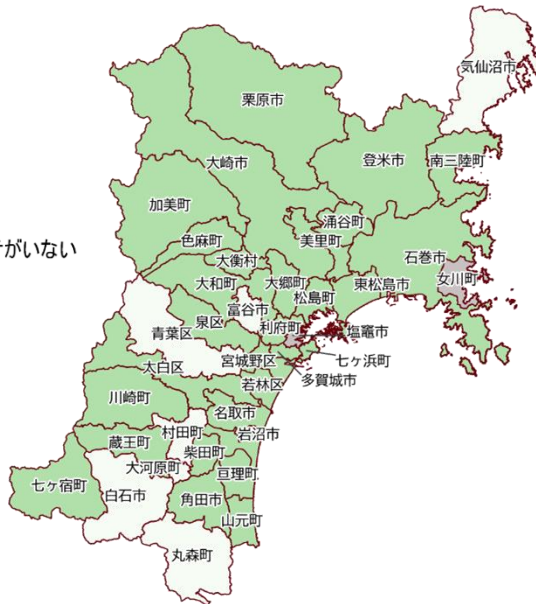 気仙沼市
栗原市
登米市
南三陸町
大崎市
加美町
涌谷町
美里町
色麻町
がいない
石巻市
大衡村
女川町
大和町
大郷町
東松島市
松島町
富谷市
泉区
利府町
塩竈市
青葉区
宮城野区
七ヶ浜町
太白区
多賀城市
若林区
川崎町
名取市
村田町
岩沼市
蔵王町
柴田町
大河原町
亘理町
七ヶ宿町
白石市
角田市
山元町
丸森町